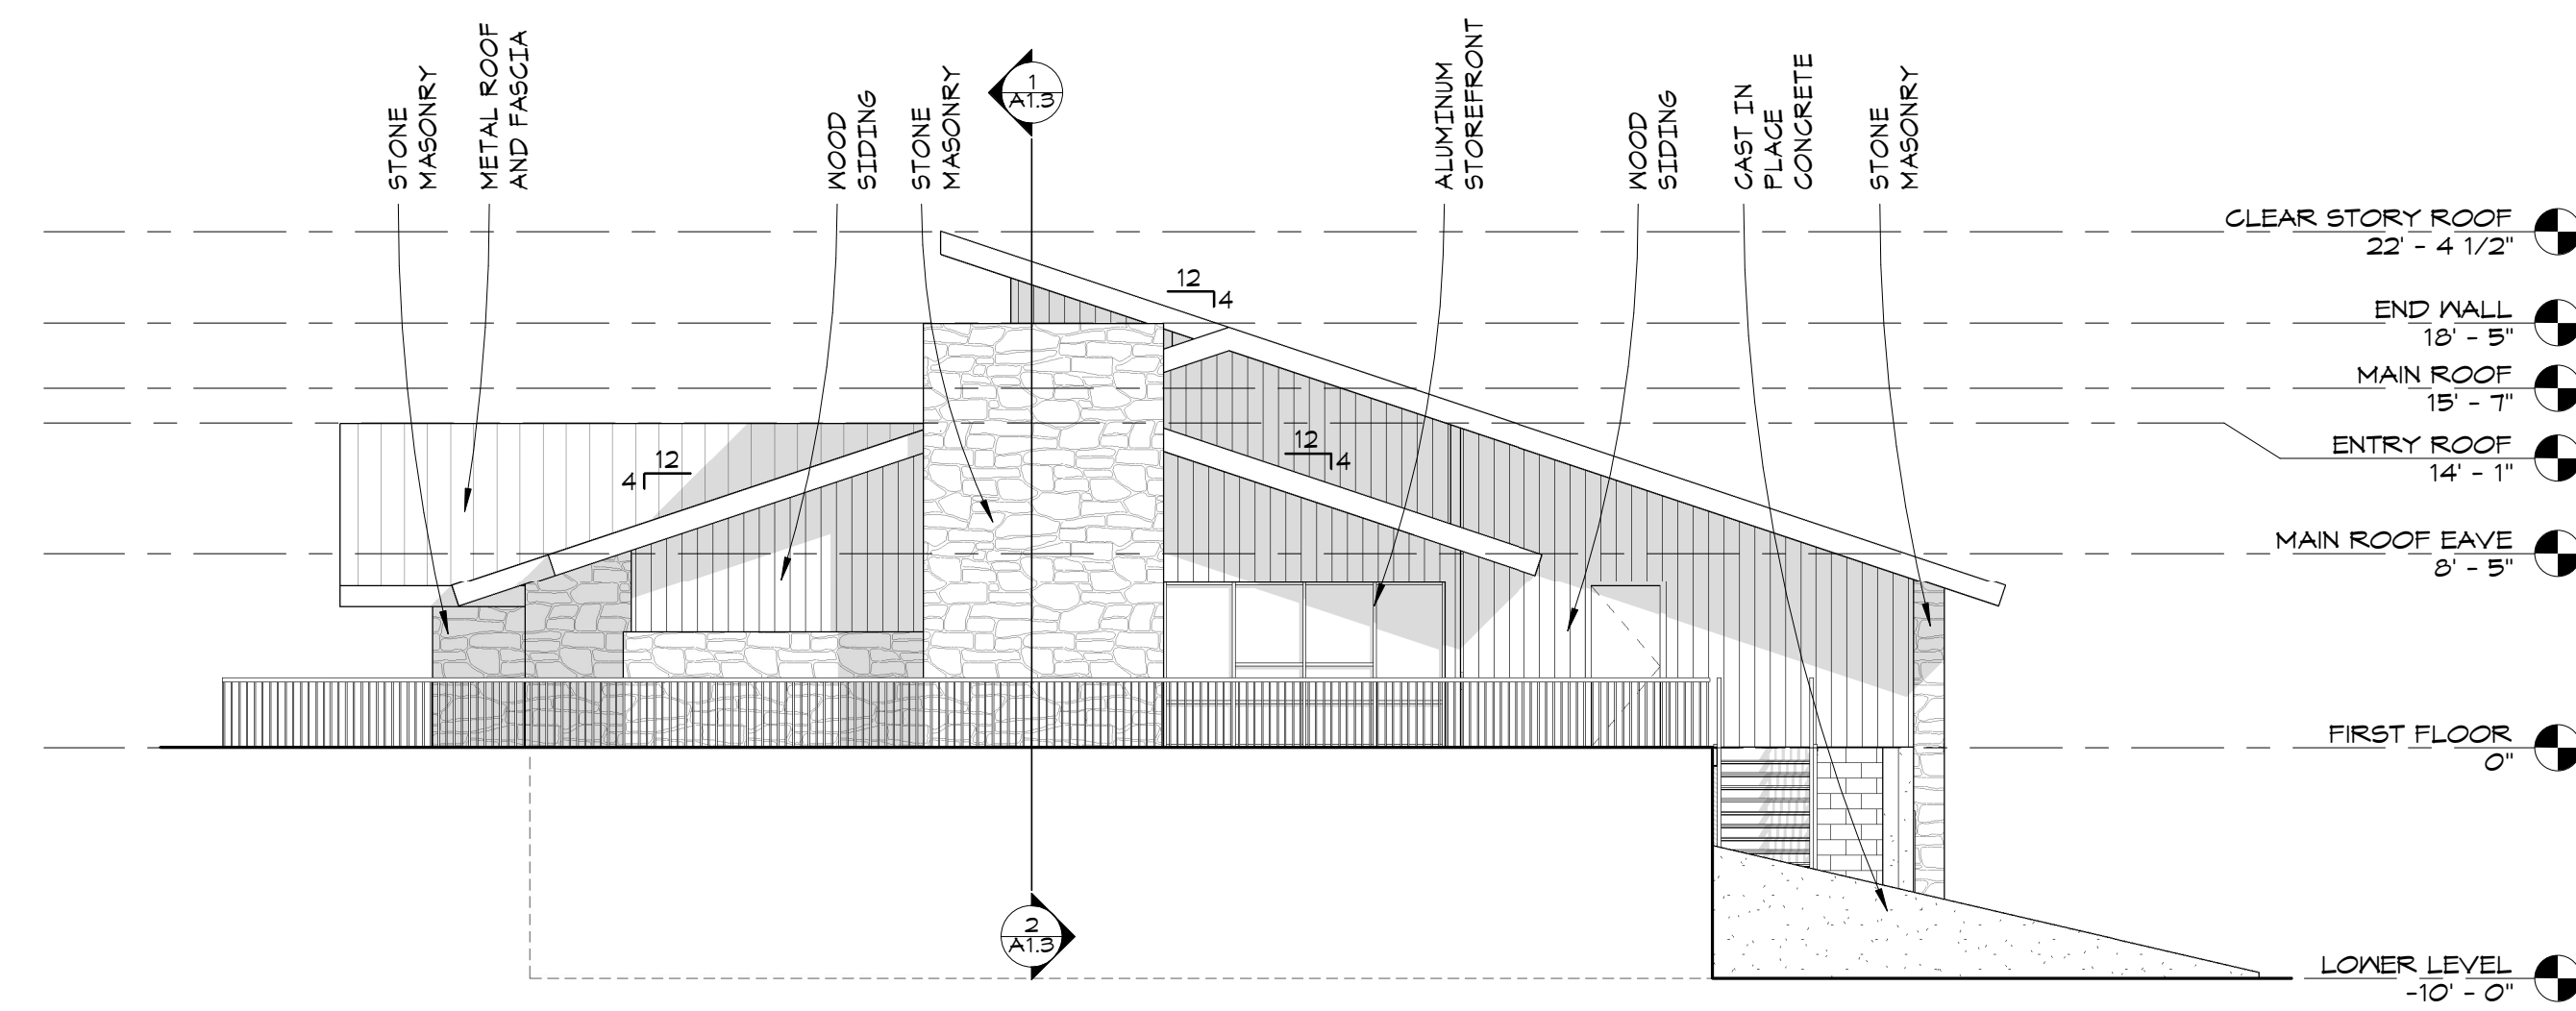 STONE
MASONRY
METAL ROOF
AND FASCIA
WOOD
SIDING
STONE
MASONRY
1
A1.3
ALUMINUM
STOREFRONT
WOOD
SIDING
CAST IN
PLACE
CONCRETE
STONE
MASONRY
CLEAR STORY ROOF
22' - 4 1/2"
12
4
END WALL
18' - 5"
MAIN ROOF
15' - 7"
12
4
12
4
ENTRY ROOF
14' - 1"
MAIN ROOF EAVE
8' - 5"
FIRST FLOOR
0"
2
A1.3
LOWER LEVEL
-10' - 0"